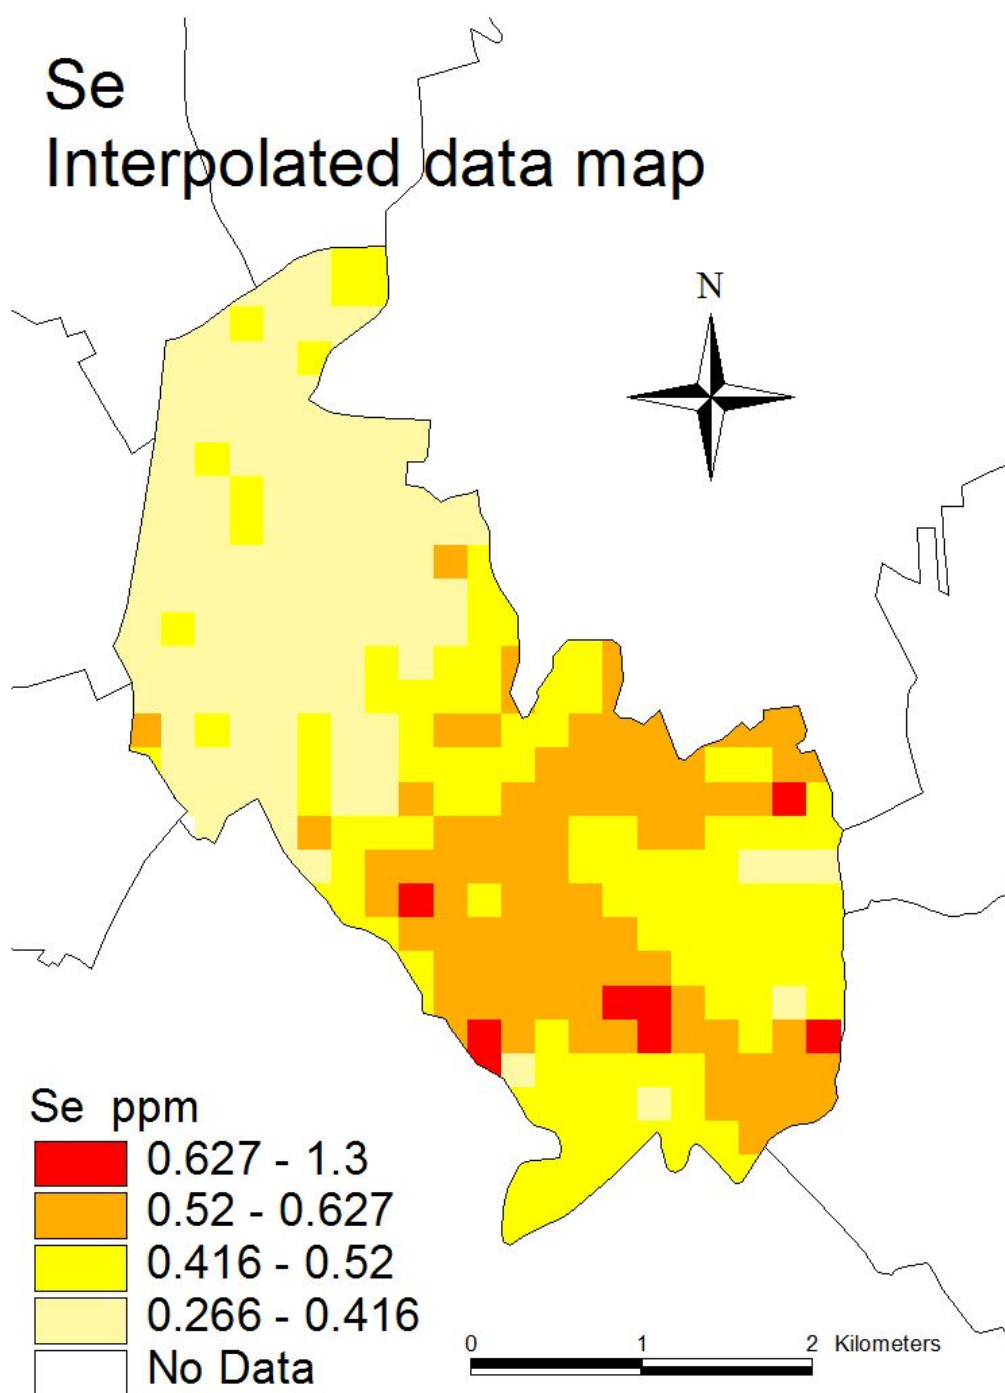 Se
Interpolated data map
N
Se ppm
0.627 - 1.3
0.52 - 0.627
0.416 - 0.52
0.266 - 0.416
No Data
0 1 2 Kilometers